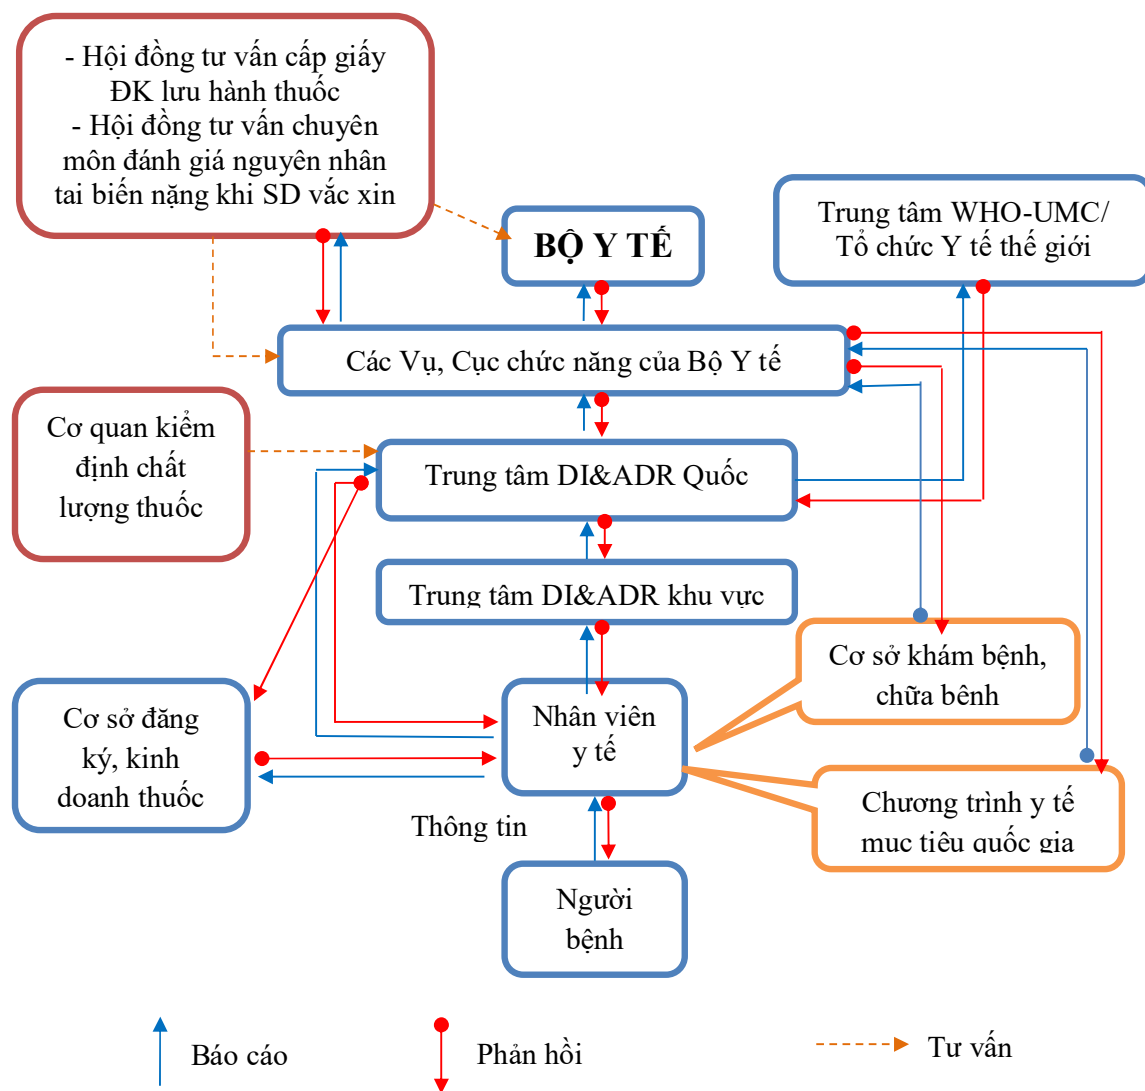 - Hội đồng tư vấn cấp giấy
ĐK lưu hành thuốc
- Hội đồng tư vấn chuyên
môn đánh giá nguyên nhân
tai biến nặng khi SD vắc xin
BỘ Y TẾ
Trung tâm WHO-UMC/
Tổ chức Y tế thế giới
Các Vụ, Cục chức năng của Bộ Y tế
Cơ quan kiểm
định chất
lượng thuốc
Trung tâm DI&ADR Quốc
Trung tâm DI&ADR khu vực
Cơ sở khám bệnh,
chữa bênh
Cơ sở đăng
ký, kinh
doanh thuốc
Nhân viên
y tế
Chương trình y tế
mục tiêu quốc gia
Thông tin
Người
bệnh
Báo cáo
Phản hồi
Tư vấn